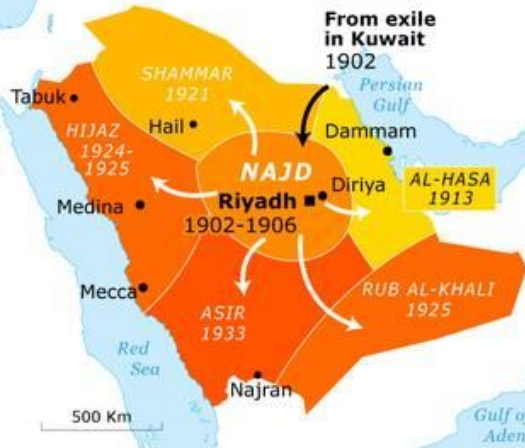 From exile
in Kuwait
1902
SHAMMAR
1921
Persian
Gulf
Tabuk
HIJAZ
1924-
1925
Hail
Dammam
NAJD
Diriya
AL-HASA
1913
Riyadh
1902-1906
Medina
Mecca
ASIR
1933
RUB AL-KHALI
1925
Red
Sea
Najran
500 Km
Gulf o
Aden